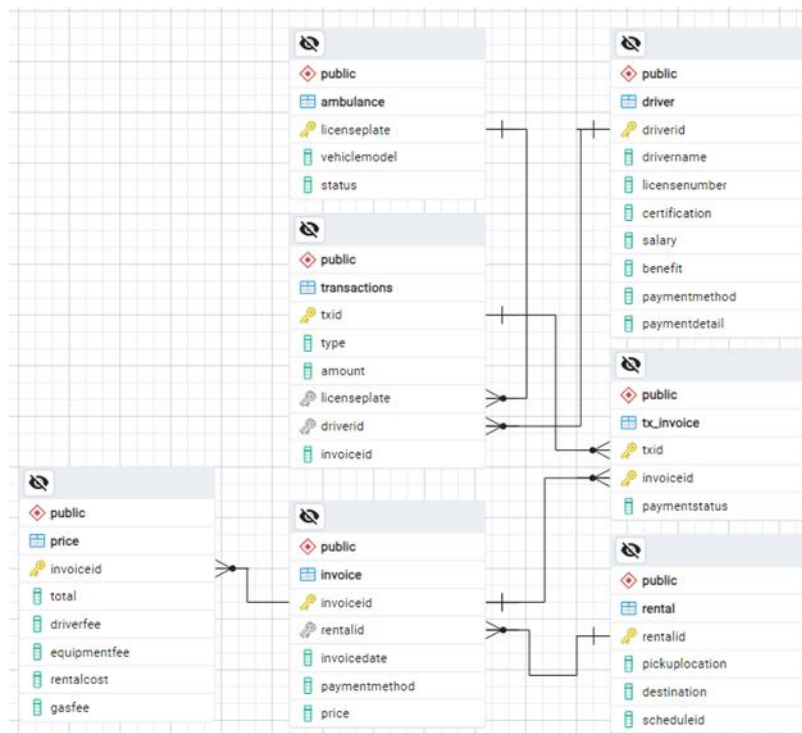 public
ambulance
licenseplate
vehiclemodel
status
public
transactions
txid
type
amount
licenseplate
driverid
invoiceid
public
price
invoiceid
total
driverfee
equipmentfee
rentalcost
gasfee
public
invoice
invoiceid
rentalid
invoicedate
paymentmethod
price
public
driver
driverid
drivername
licensenumber
certification
salary
benefit
paymentmethod
paymentdetail
public
tx_invoice
txid
invoiceid
paymentstatus
public
rental
rentalid
pickuplocation
destination
scheduleid